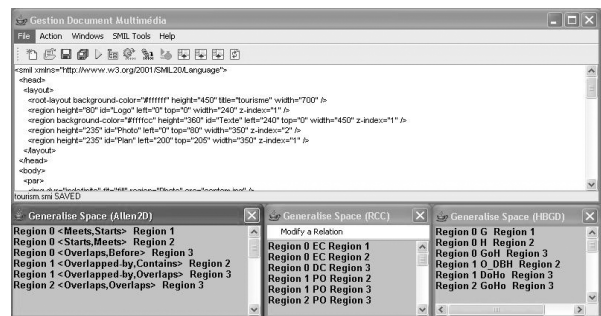 Gestion Document Multimédia
File Action Windows SMIL Tools Help
<smil xmlns="http://www.w3.org/2001/SMIL20/Language">
<head>
<layout>
<root-layout background-color="#ffffff" height="450" title="tourisme" width="700" />
<region height="80" id="Logo" left="0" top="0" width="240" z-index="1" />
<region background-color="#ffffcc" height="360" id="Texte" left="240" top="0" width="450" z-index="1" />
<region height="235" id="Photo" left="0" top="80" width="350" z-index="2" />
<region height="235" id="Plan" left="200" top="205" width="350" z-index="1" />
</layout>
</head>
<body>
<par>
tourism.smi SAVED
Generalise Space (Allen2D)
Region 0 <Meets,Starts> Region 1
Region 0 <Starts,Meets> Region 2
Region 0 <Overlaps,Before> Region 3
Region 1 <Overlapped-by,Contains> Region 2
Region 1 <Overlapped-by,Overlaps> Region 3
Region 2 <Overlaps,Overlaps> Region 3
Generalise Space (RCC)
Modify a Relation
Region 0 EC Region 1
Region 0 EC Region 2
Region 0 DC Region 3
Region 1 PO Region 2
Region 1 PO Region 3
Region 2 PO Region 3
Generalise Space (HBGD)
Region 0 G Region 1
Region 0 H Region 2
Region 0 GoH Region 3
Region 1 O_DBH Region 2
Region 1 DoHo Region 3
Region 2 GoHo Region 3